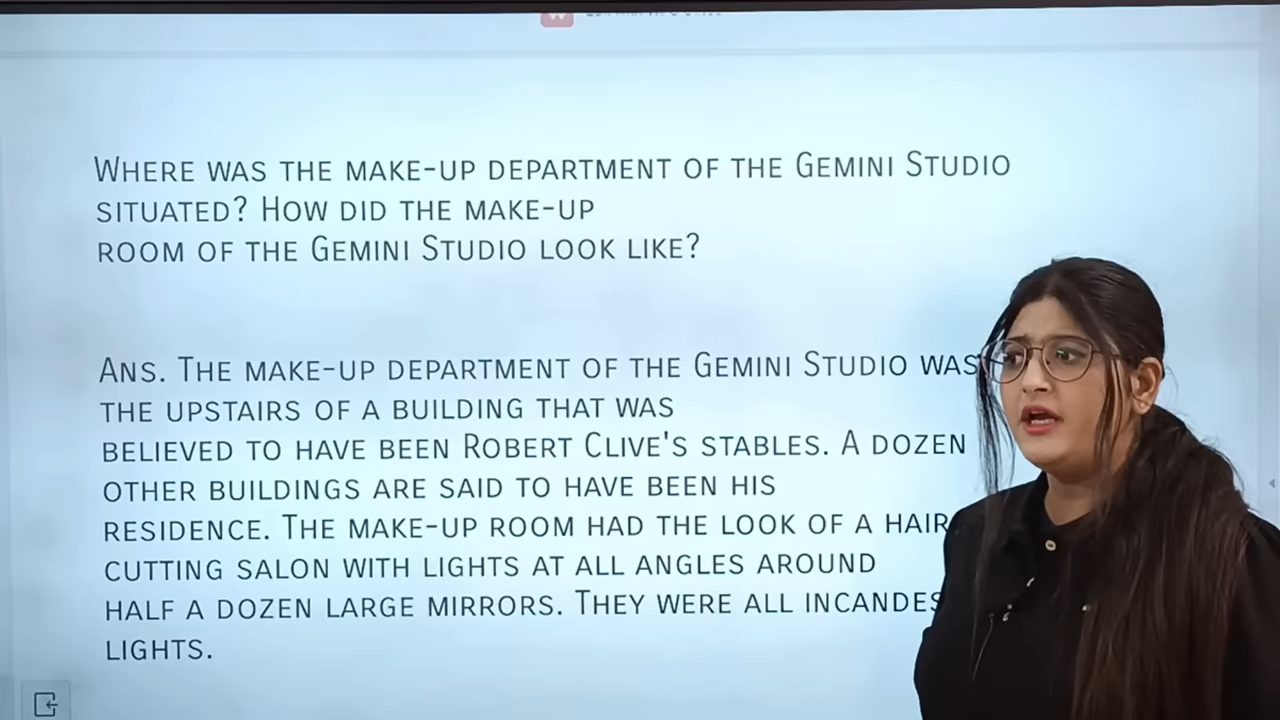 Where was the make-up department of the Gemini Studio
situated? How did the make-up
room of the Gemini Studio look like?
Ans. The make-up department of the Gemini Studio was
the upstairs of a building that was
believed to have been Robert Clive's stables. A dozen
other buildings are said to have been his
residence. The make-up room had the look of a hair
cutting salon with lights at all angles around
half a dozen large mirrors. They were all
lights.